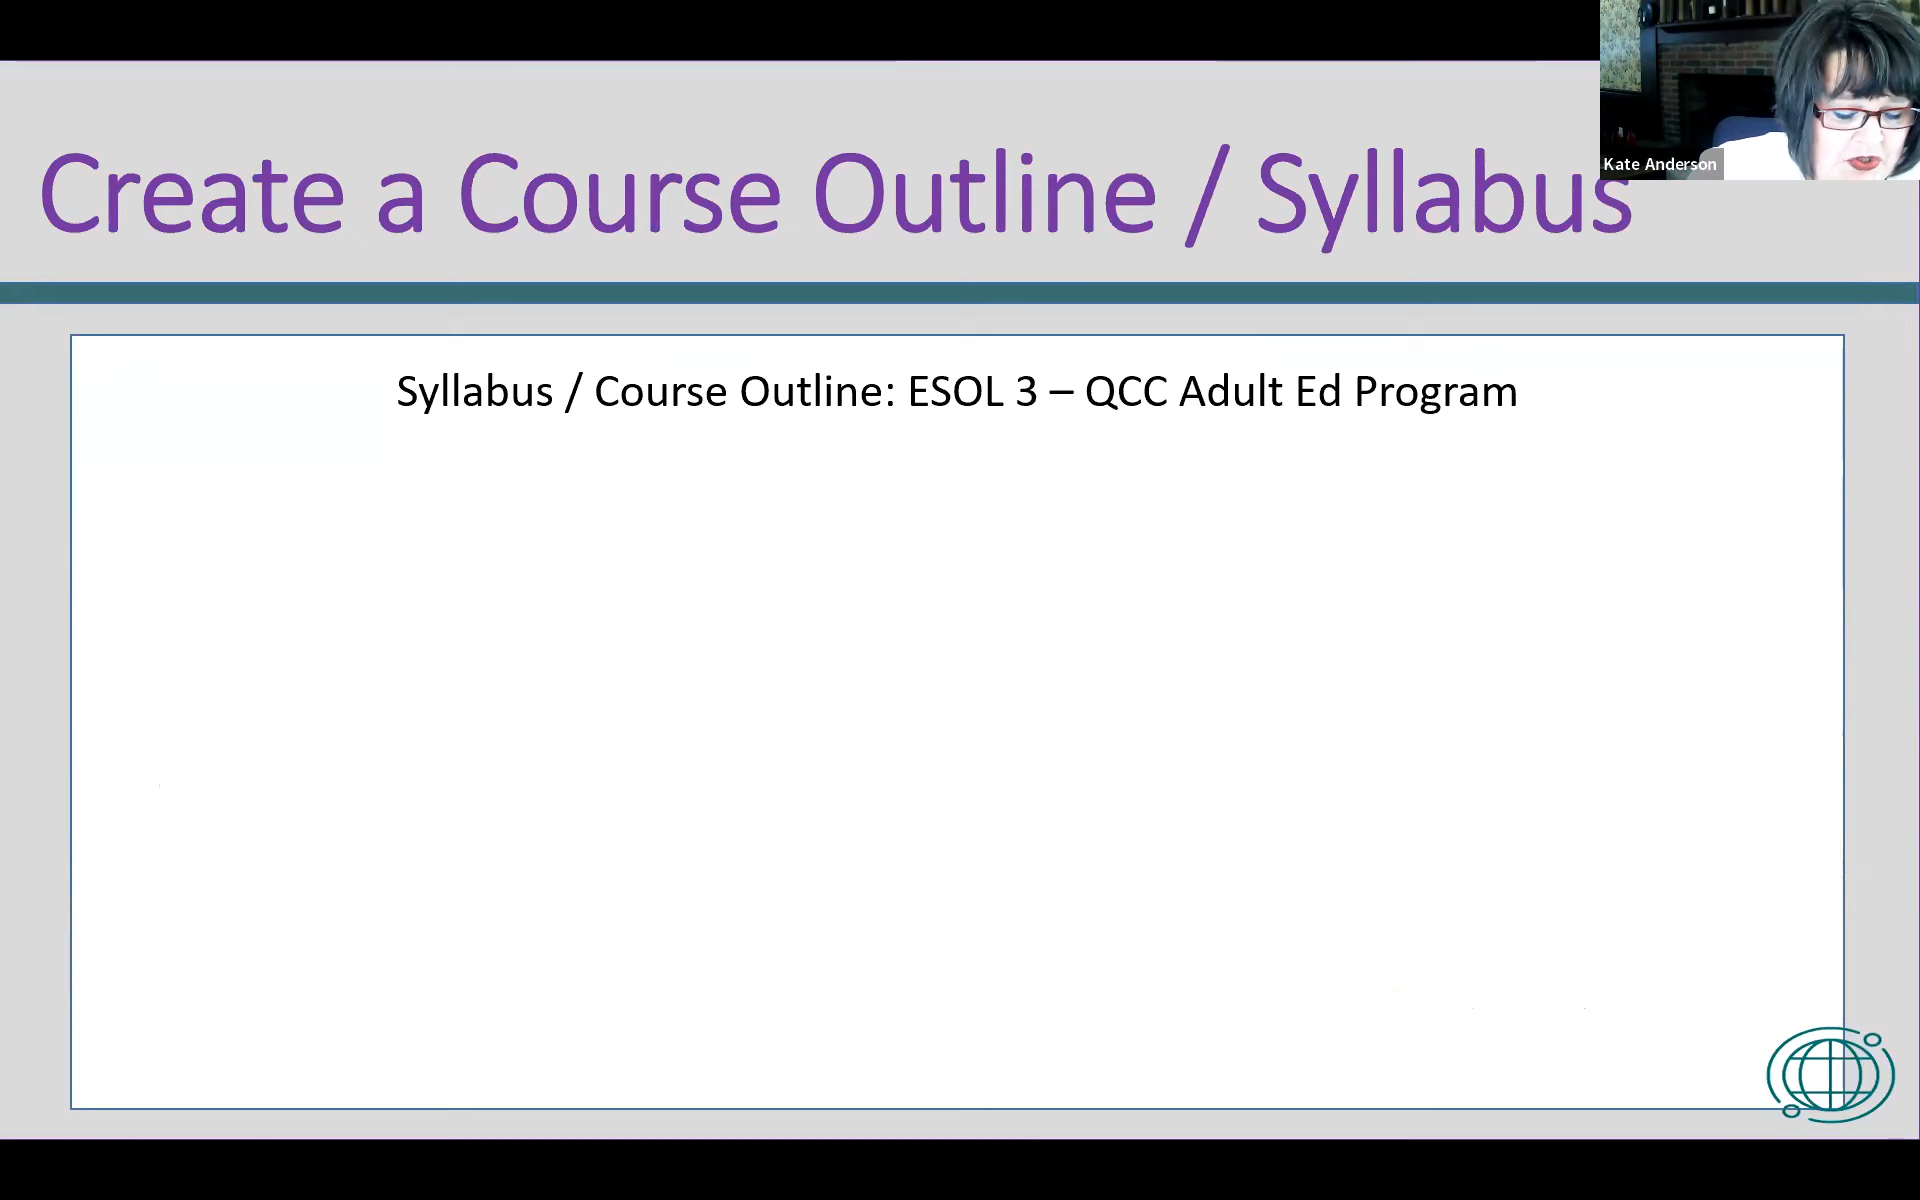 Kate Anderson
Create a Course Outline / Syllabus
Syllabus / Course Outline: ESOL 3 – QCC Adult Ed Program